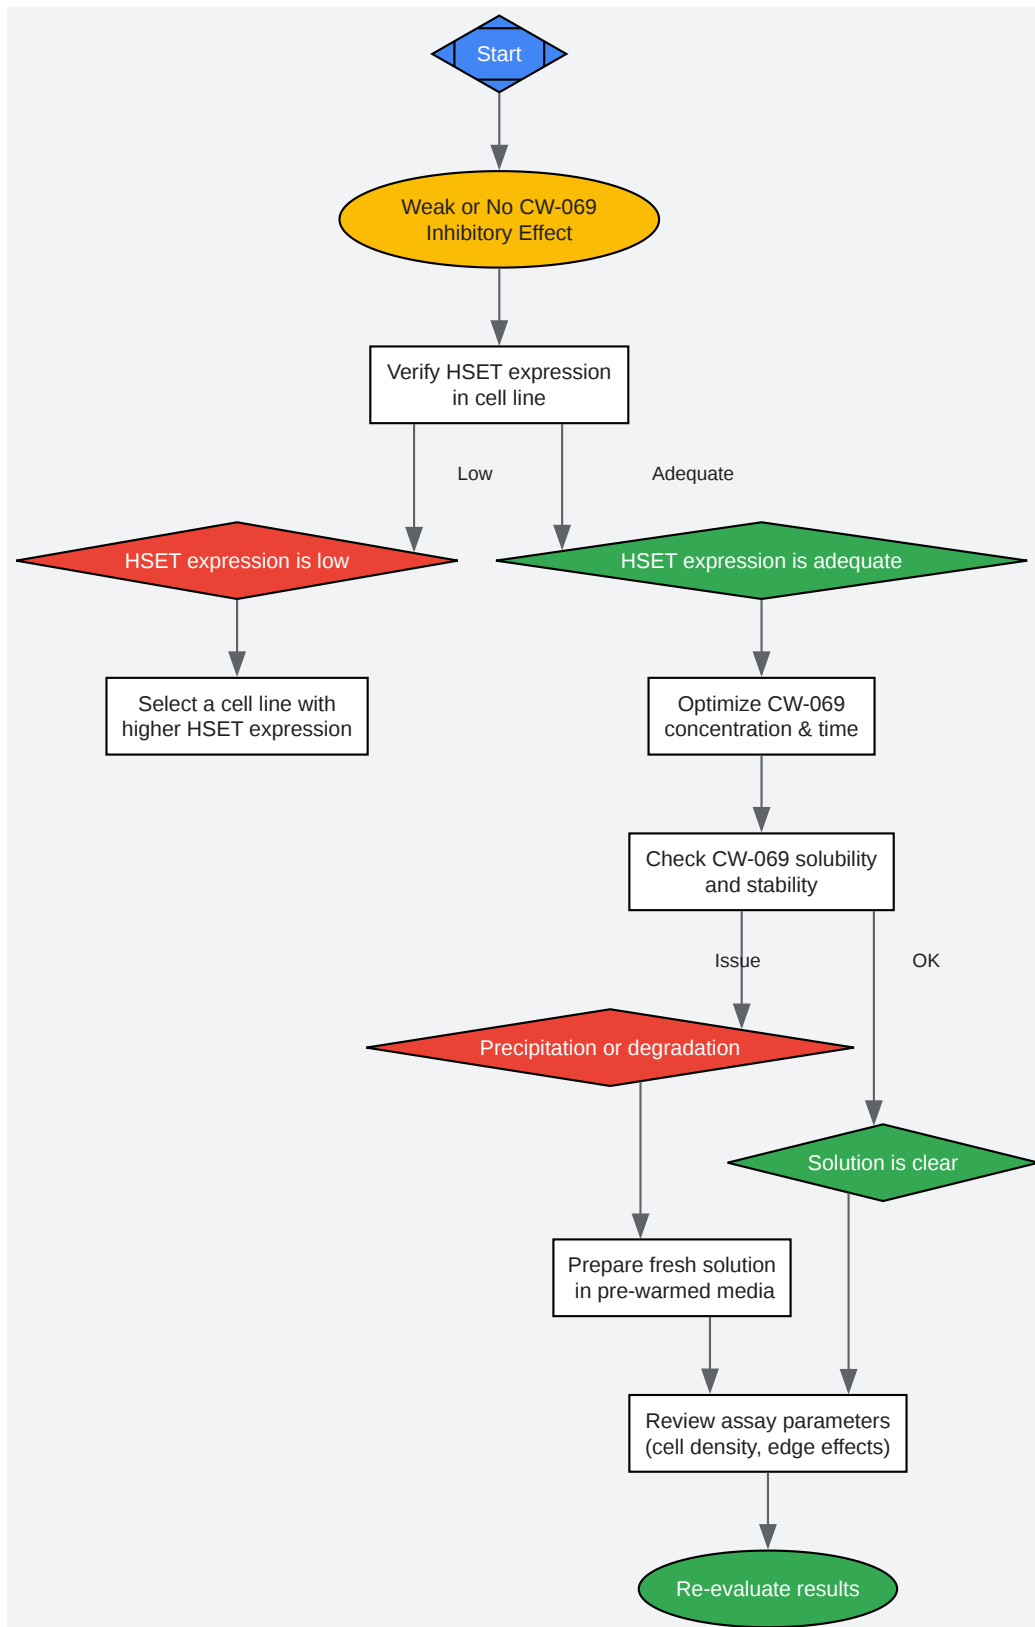 Start
Weak or No CW-069
Inhibitory Effect
Verify HSET expression
in cell line
Low
Adequate
HSET expression is low
HSET expression is adequate
Select a cell line with
higher HSET expression
Optimize CW-069
concentration & time
Check CW-069 solubility
and stability
Issue
OK
Precipitation or degradation
Solution is clear
Prepare fresh solution
in pre-warmed media
Review assay parameters
(cell density, edge effects)
Re-evaluate results